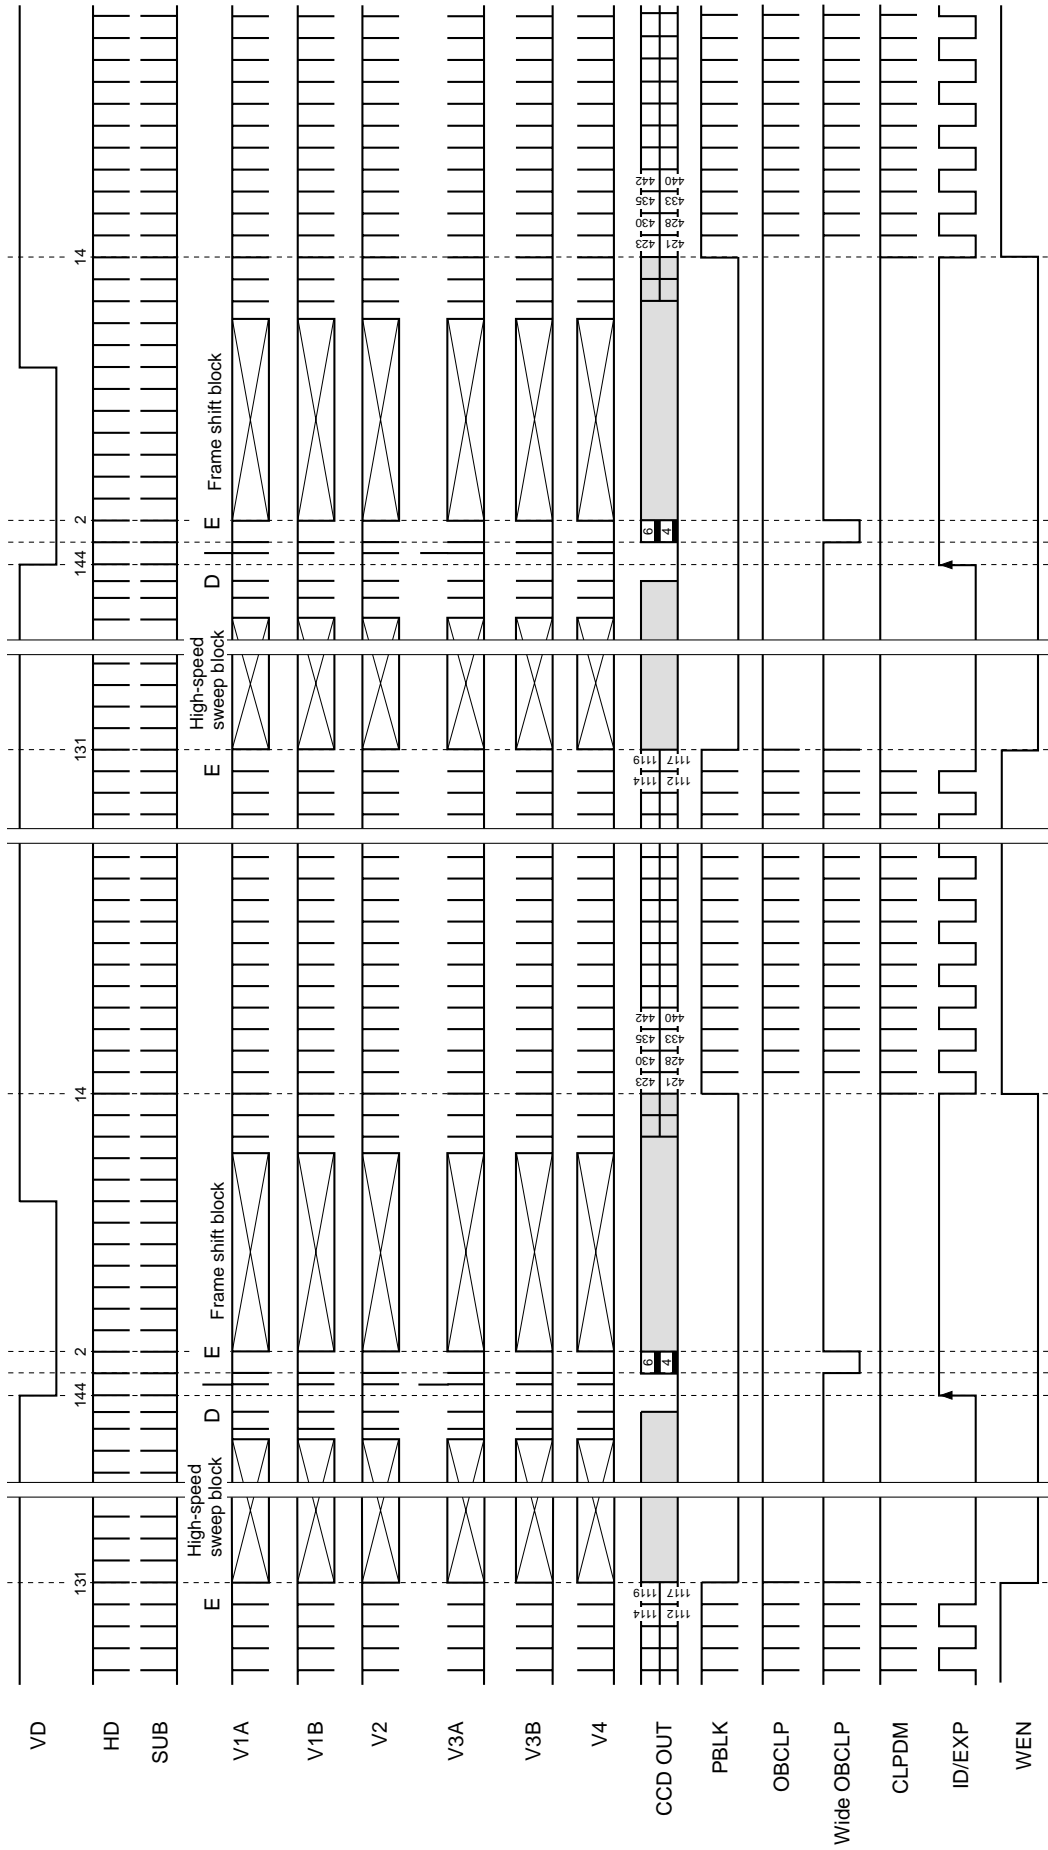 VD
131 144 2 14 131 144 2 14
HD
SUB
High-speed High-speed
E sweep block D E Frame shift block E sweep block D E Frame shift block
V1A
V1B
V2
V3A
V3B
V4
1114 1119 6 423 430 435 442 1114 1119 6 423 430 435 442
CCD OUT
1112 1117 4 421 428 433 440 1112 1117 4 421 428 433 440
PBLK
OBCLP
Wide OBCLP
CLPDM
ID/EXP
WEN